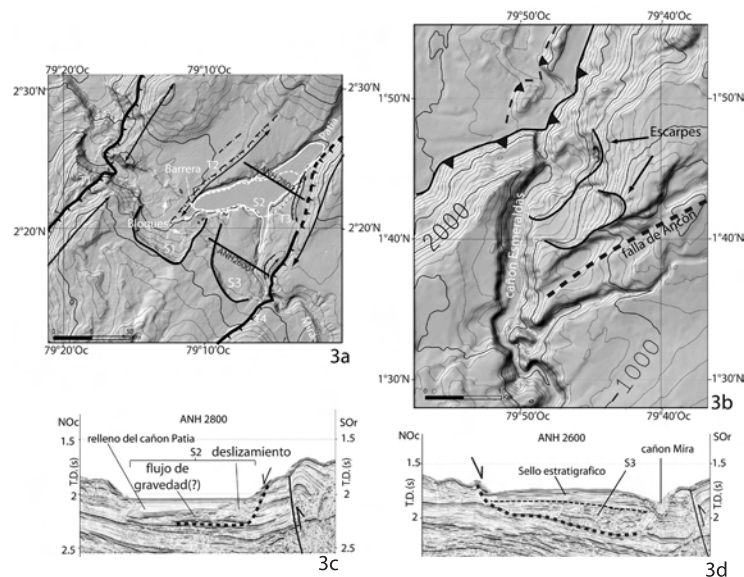 79°20'Oc 79°10'Oc
2°30'N 2°30'N
Barrera T2
ANH2800
S2
Bloques T3
2°20'N 2°20'N
S1
ANH2600
S3
Mira
79°20'Oc 79°10'Oc
3a
79°50'Oc 79°40'Oc
1°50'N 1°50'N
Escarpes
2000
cañon Esmeraldas
1°40'N 1°40'N
falla de Ancón
1000
1°30'N 1°30'N
79°50'Oc 79°40'Oc
3b
NOc ANH 2800 SOr
1.5 1.5
relleno del cañon Patia
S2 deslizamiento
flujo de
gravedad(?)
T.D.(s) T.D.(s)
2 2
2.5 2.5
3c
NOc ANH 2600 SOr
cañon Mira
1.5 1.5
Sello estratigrafico S3
T.D.(s) T.D.(s)
2 2
2.5
3d